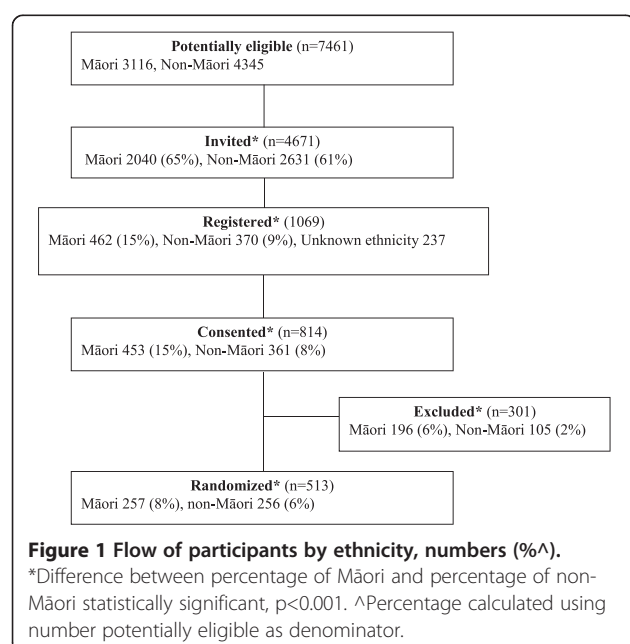 Potentially eligible (n=7461)
Māori 3116, Non-Māori 4345
Invited* (n=4671)
Māori 2040 (65%), Non-Māori 2631 (61%)
Registered* (1069)
Māori 462 (15%), Non-Māori 370 (9%), Unknown ethnicity 237
Consented* (n=814)
Māori 453 (15%), Non-Māori 361 (8%)
Excluded* (n=301)
Māori 196 (6%), Non-Māori 105 (2%)
Randomized* (n=513)
Māori 257 (8%), non-Māori 256 (6%)
Figure 1 Flow of participants by ethnicity, numbers (%^).
*Difference between percentage of Māori and percentage of non-
Māori statistically significant, p<0.001. ^Percentage calculated using
number potentially eligible as denominator.